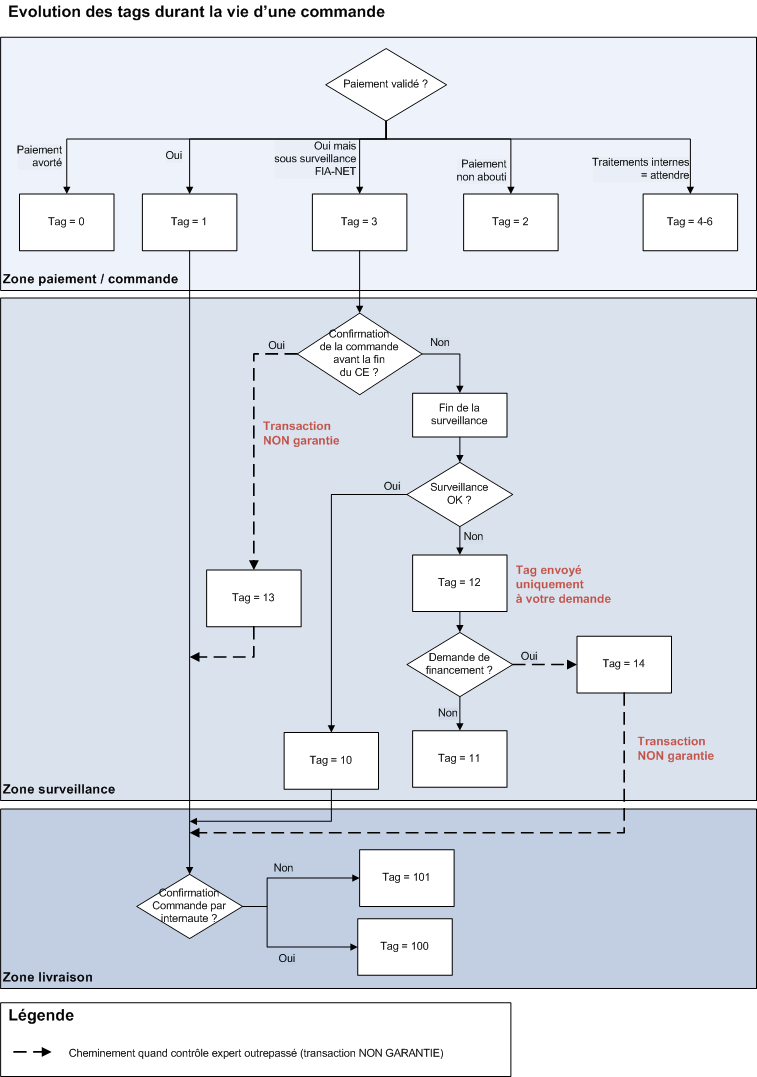 Evolution des tags durant la vie d'une commande
Paiement validé ?
Paiement
avorté
Oui
Oui mais
sous surveillance
FIA-NET
Paiement
non abouti
Traitements internes
= attendre
Tag = 0
Tag = 1
Tag = 3
Tag = 2
Tag = 4-6
Zone paiement / commande
Confirmation
de la commande
avant la fin
du CE ?
Oui
Non
Fin de la
surveillance
Transaction
NON garantie
Surveillance
OK ?
Oui
Non
Tag = 12
Tag envoyé
uniquement
à votre demande
Tag = 13
Demande de
financement ?
Oui
Tag = 14
Non
Transaction
NON garantie
Tag = 10
Tag = 11
Zone surveillance
Confirmation
Commande par
internaute ?
Non
Tag = 101
Oui
Tag = 100
Zone livraison
Légende
Cheminement quand contrôle expert outrepassé (transaction NON GARANTIE)